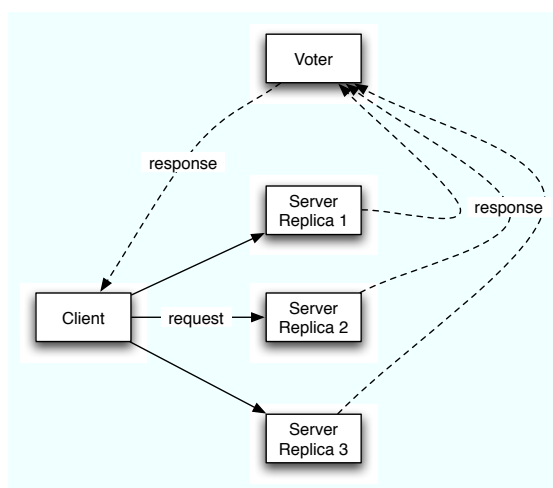 Voter
response
Server
Replica 1
response
Client
request
Server
Replica 2
Server
Replica 3